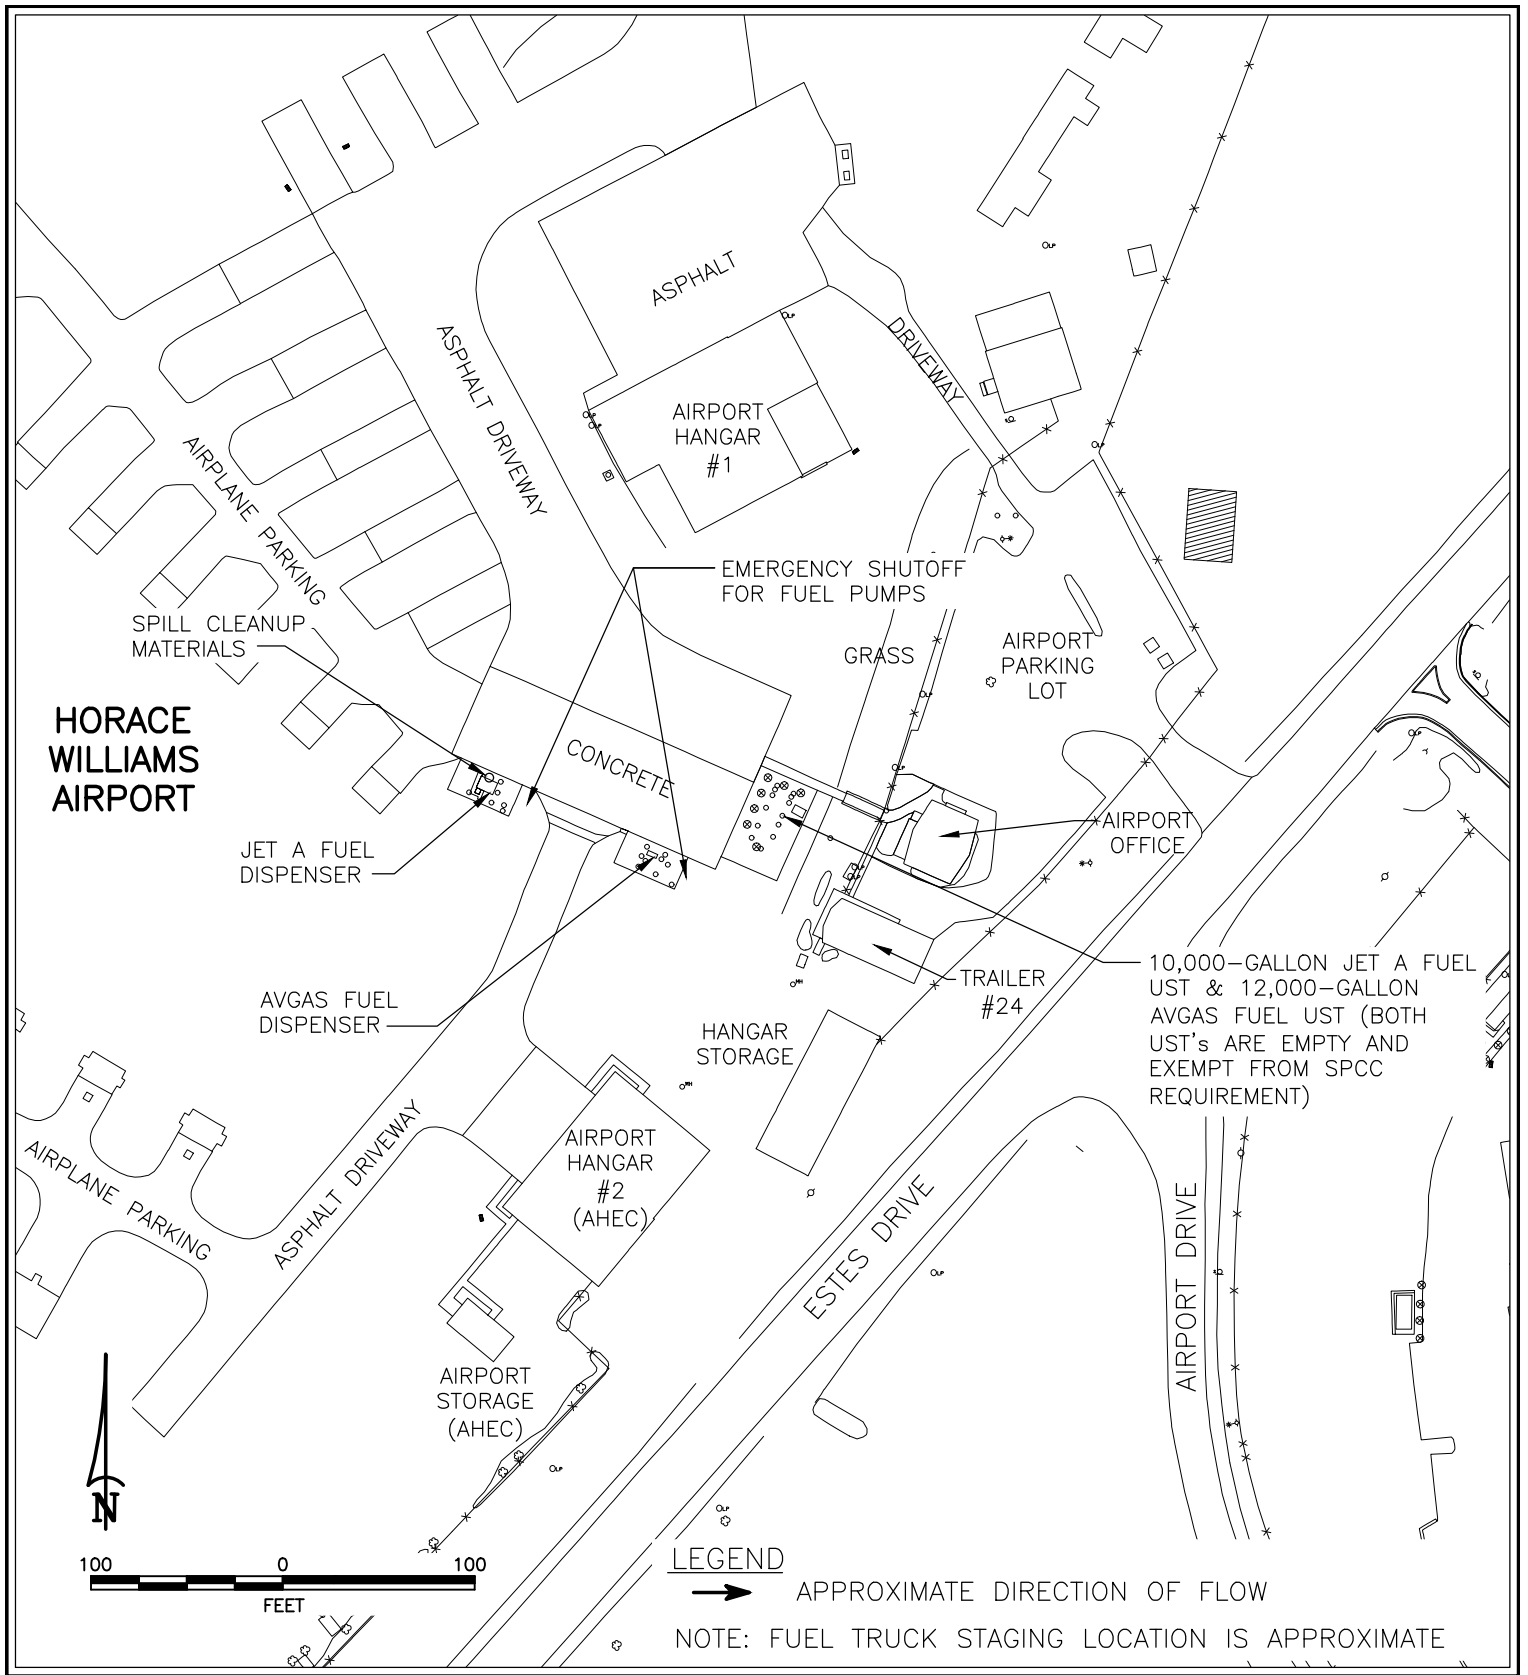 ASPHALT
ASPHALT DRIVEWAY
DRIVEWAY
AIRPORT
HANGAR
#1
AIRPLANE PARKING
EMERGENCY SHUTOFF
FOR FUEL PUMPS
SPILL CLEANUP
MATERIALS
GRASS
AIRPORT
PARKING
LOT
HORACE
WILLIAMS
AIRPORT
CONCRETE
JET A FUEL
DISPENSER
AIRPORT
OFFICE
AVGAS FUEL
DISPENSER
TRAILER
#24
10,000-GALLON JET A FUEL
UST & 12,000-GALLON
AVGAS FUEL UST (BOTH
UST's ARE EMPTY AND
EXEMPT FROM SPCC
REQUIREMENT)
HANGAR
STORAGE
AIRPORT
HANGAR
#2
(AHEC)
AIRPLANE PARKING
ASPHALT DRIVEWAY
ESTES DRIVE
AIRPORT DRIVE
AIRPORT
STORAGE
(AHEC)
N
100 0 100
FEET
LEGEND
APPROXIMATE DIRECTION OF FLOW
NOTE: FUEL TRUCK STAGING LOCATION IS APPROXIMATE